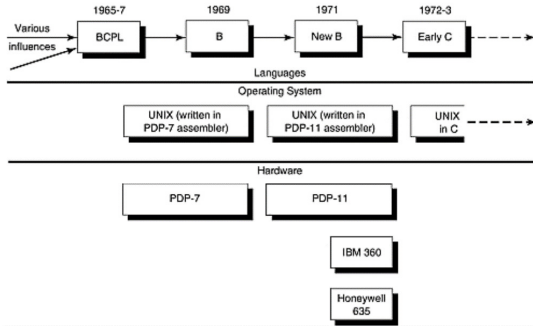 1965-7
1969
1971
1972-3
Various
influences
BCPL
B
New B
Early C
Languages
Operating System
UNIX (written in
PDP-7 assembler)
UNIX (written in
PDP-11 assembler)
UNIX
in C
Hardware
PDP-7
PDP-11
IBM 360
Honeywell
635